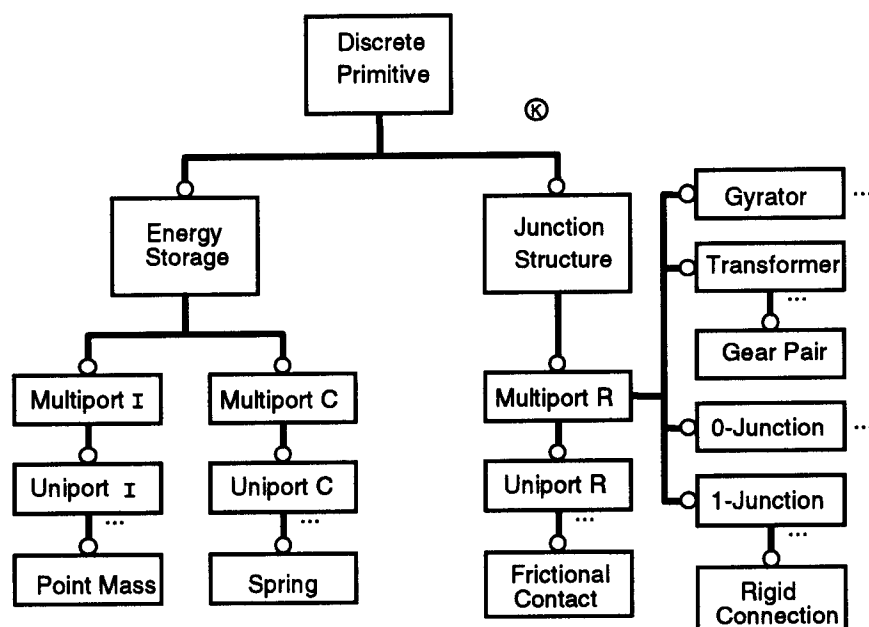 Discrete
Primitive
K
Energy
Storage
Junction
Structure
Gyrator ...
Transformer
...
Gear Pair
Multiport I
Multiport C
Multiport R
0-Junction ...
Uniport I
Uniport C
Uniport R
1-Junction
...
...
...
...
Point Mass
Spring
Frictional
Contact
Rigid
Connection